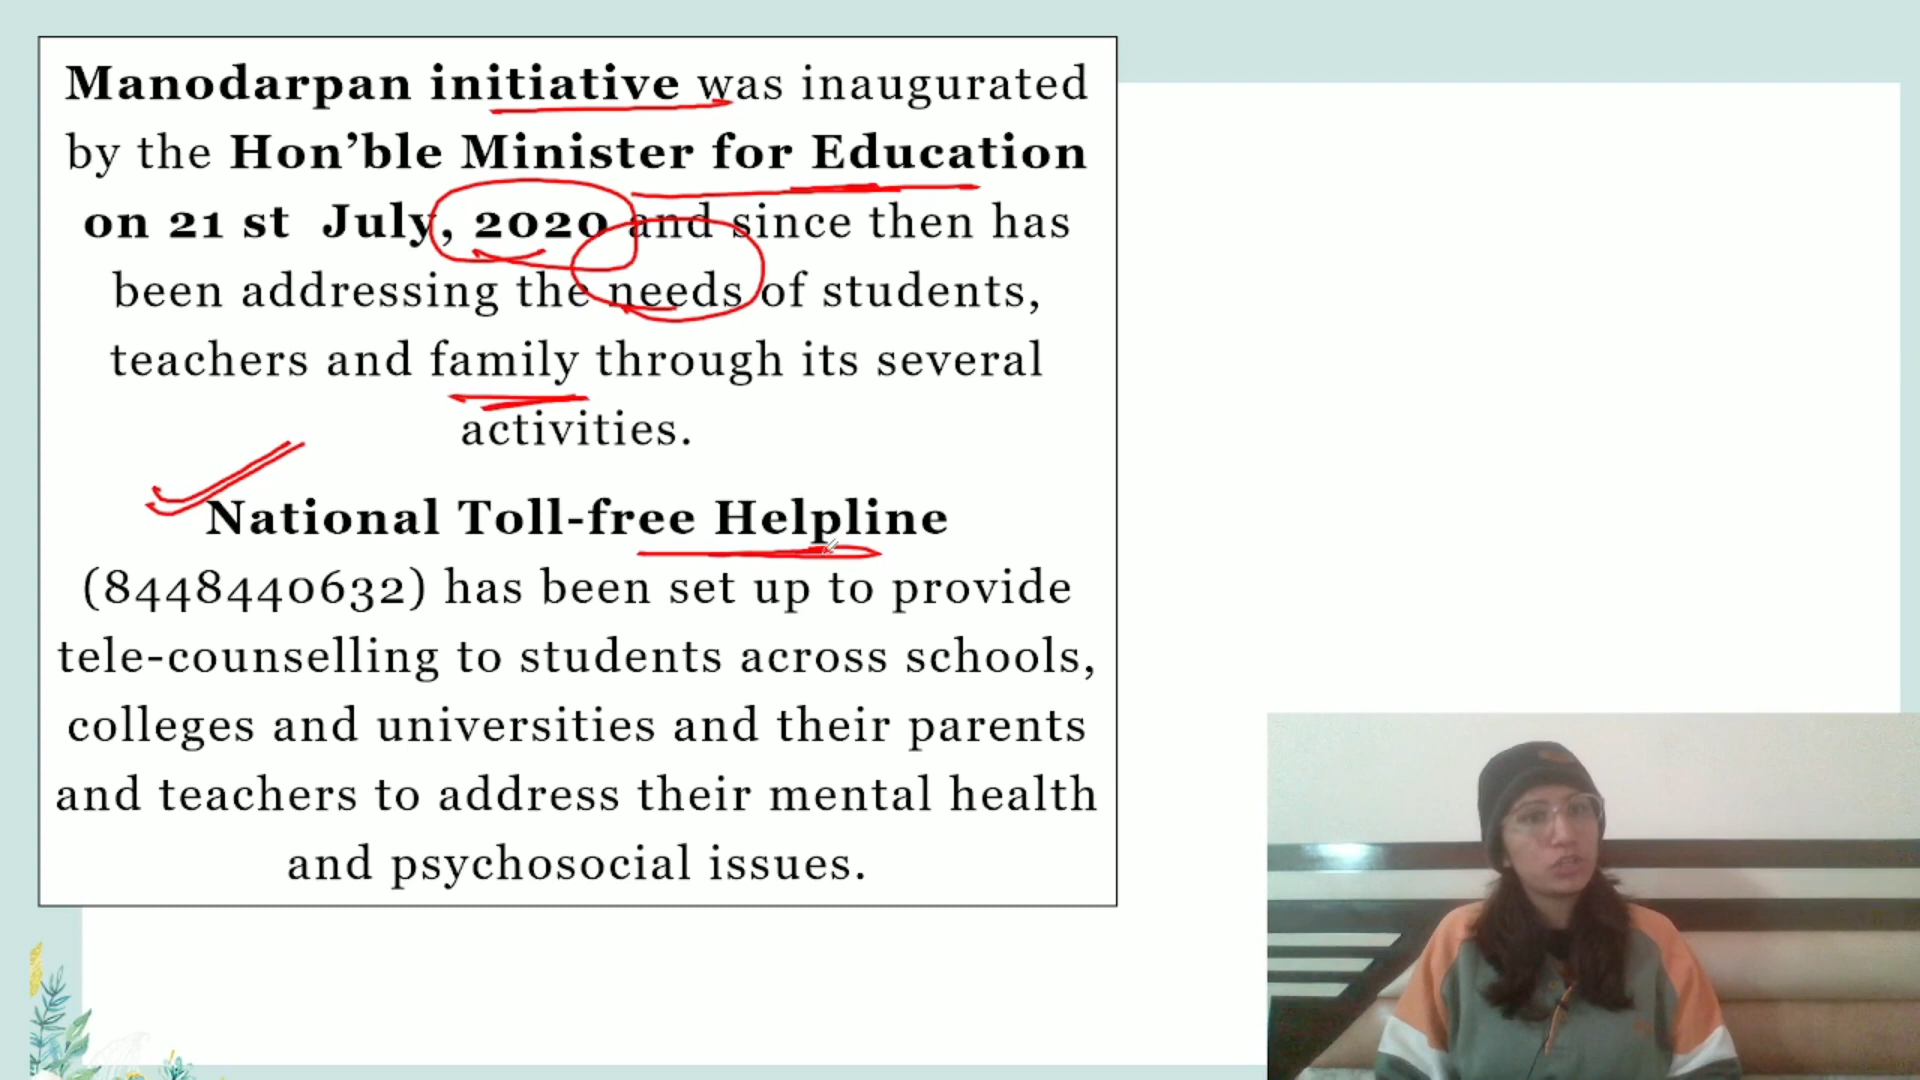 Manodarpan initiative was inaugurated
by the Hon’ble Minister for Education
on 21 st July, 2020 and since then has
been addressing the needs of students,
teachers and family through its several
activities.
National Toll-free Helpline
(8448440632) has been set up to provide
tele-counselling to students across schools,
colleges and universities and their parents
and teachers to address their mental health
and psychosocial issues.